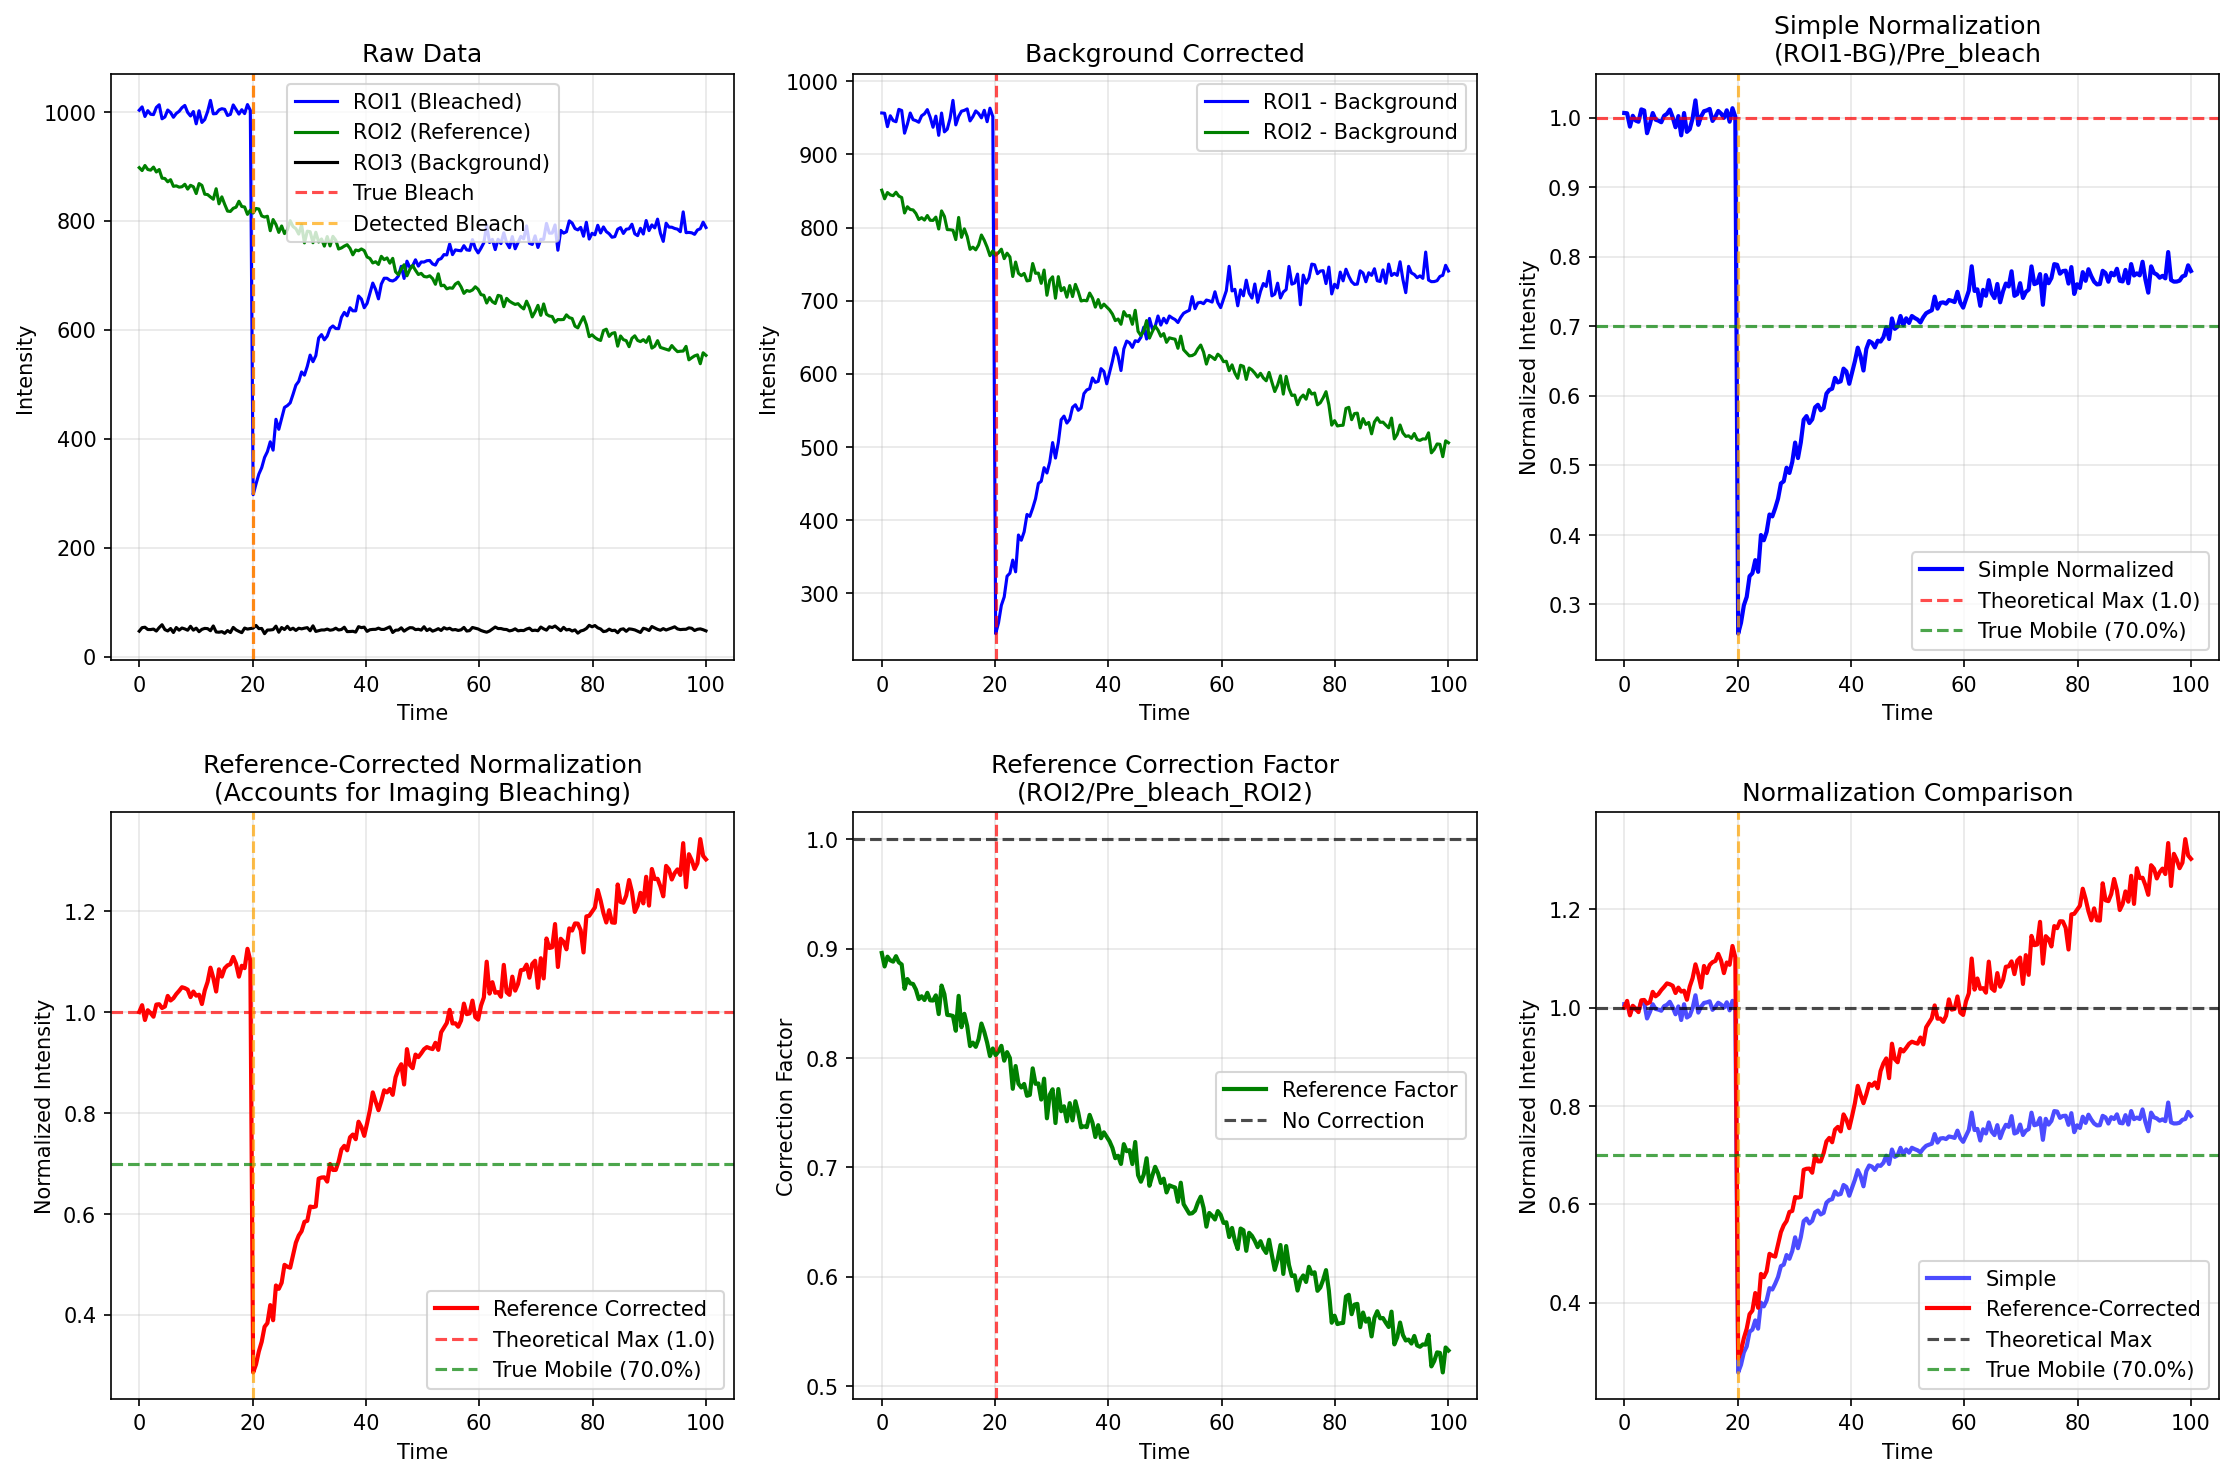 Raw Data
Intensity
1000
800
600
400
200
0
ROI1 (Bleached)
ROI2 (Reference)
ROI3 (Background)
True Bleach
Detected Bleach
0 20 40 60 80 100
Time
Background Corrected
Intensity
1000
900
800
700
600
500
400
300
ROI1 - Background
ROI2 - Background
0 20 40 60 80 100
Time
Simple Normalization
(ROI1-BG)/Pre_bleach
Normalized Intensity
1.0
0.9
0.8
0.7
0.6
0.5
0.4
0.3
Simple Normalized
Theoretical Max (1.0)
True Mobile (70.0%)
0 20 40 60 80 100
Time
Reference-Corrected Normalization
(Accounts for Imaging Bleaching)
Normalized Intensity
1.2
1.0
0.8
0.6
0.4
Reference Corrected
Theoretical Max (1.0)
True Mobile (70.0%)
0 20 40 60 80 100
Time
Reference Correction Factor
(ROI2/Pre_bleach_ROI2)
Correction Factor
1.0
0.9
0.8
0.7
0.6
0.5
Reference Factor
No Correction
0 20 40 60 80 100
Time
Normalization Comparison
Normalized Intensity
1.2
1.0
0.8
0.6
0.4
Simple
Reference-Corrected
Theoretical Max
True Mobile (70.0%)
0 20 40 60 80 100
Time